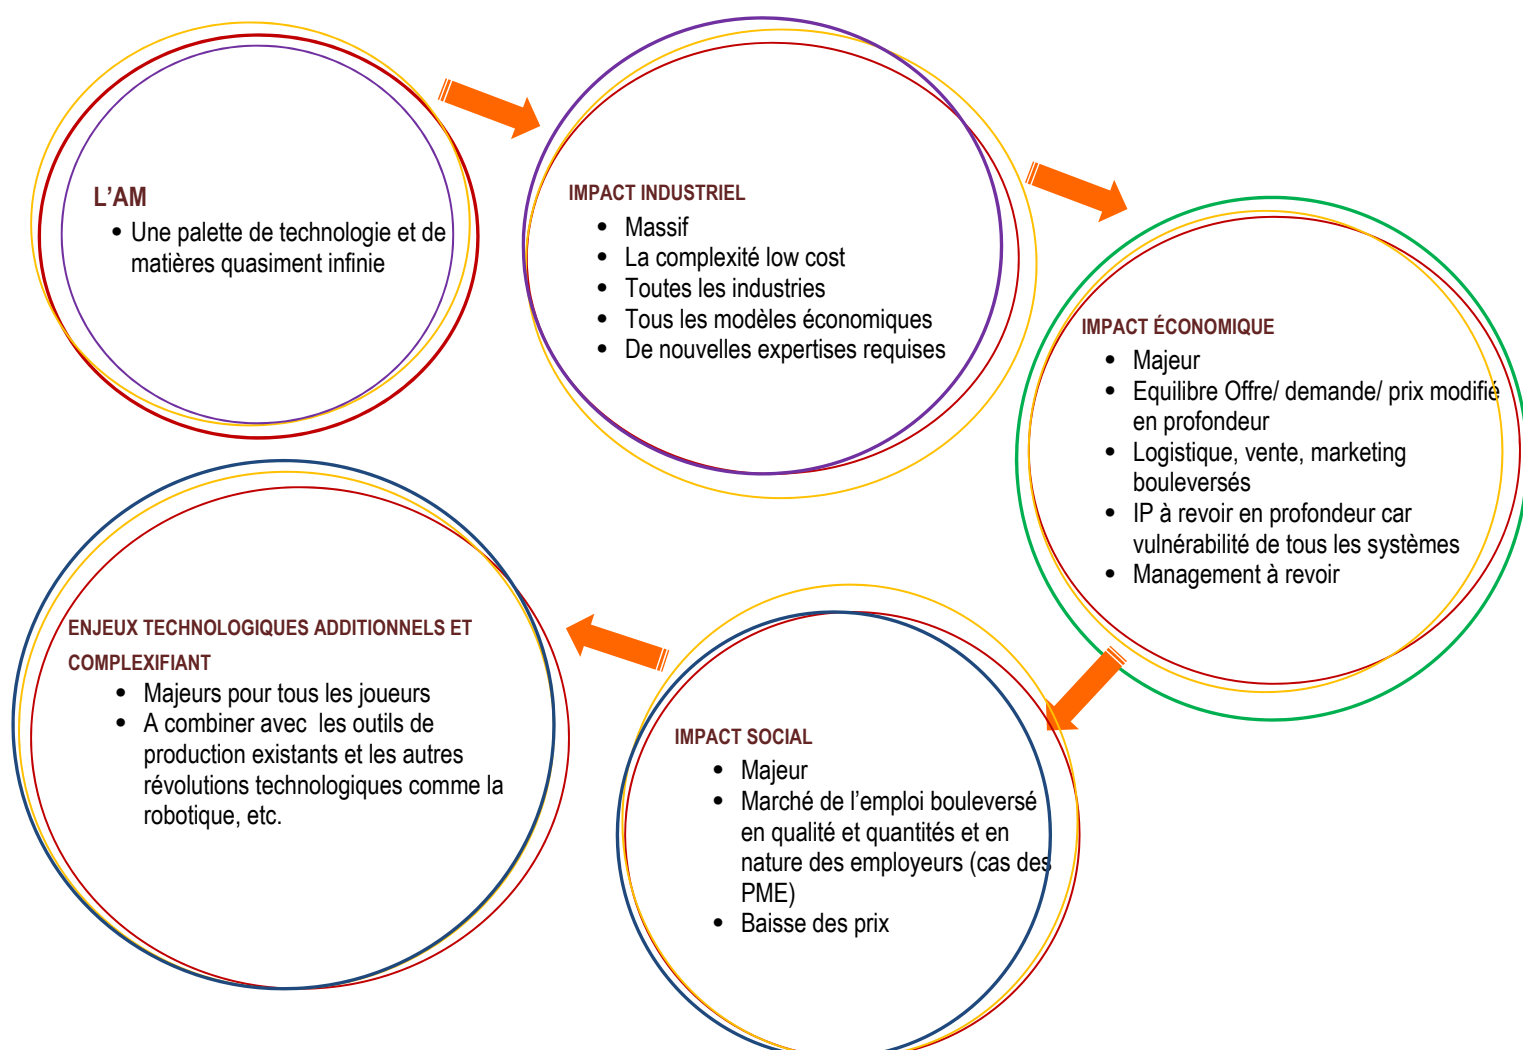 L’AM
• Une palette de technologie et de
matières quasiment infinie
IMPACT INDUSTRIEL
• Massif
• La complexité low cost
• Toutes les industries
• Tous les modèles économiques
• De nouvelles expertises requises
IMPACT ÉCONOMIQUE
• Majeur
• Equilibre Offre/ demande/ prix modifié
en profondeur
• Logistique, vente, marketing
bouleversés
• IP à revoir en profondeur car
vulnérabilité de tous les systèmes
• Management à revoir
IMPACT SOCIAL
• Majeur
• Marché de l’emploi bouleversé
en qualité et quantités et en
nature des employeurs (cas des
PME)
• Baisse des prix
ENJEUX TECHNOLOGIQUES ADDITIONNELS ET
COMPLEXIFIANT
• Majeurs pour tous les joueurs
• A combiner avec  les outils de
production existants et les autres
révolutions technologiques comme la
robotique, etc.